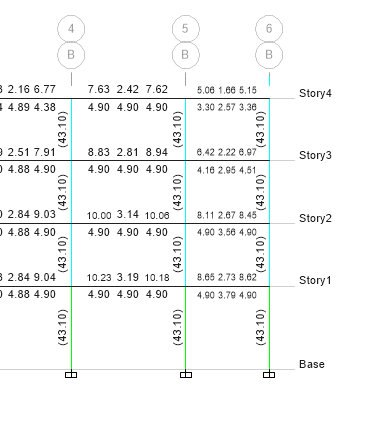 4 5 6
B B B
2.16 6.77 7.63 2.42 7.62 5.06 1.66 5.15 Story4
4.89 4.38 4.90 4.90 4.90 3.30 2.57 3.36
(43.10) (43.10) (43.10)
2.51 7.91 8.83 2.81 8.94 6.42 2.22 6.97 Story3
4.88 4.90 4.90 4.90 4.90 4.16 2.95 4.51
(43.10) (43.10) (43.10)
2.84 9.03 10.00 3.14 10.06 8.11 2.67 8.45 Story2
4.88 4.90 4.90 4.90 4.90 4.90 3.56 4.90
(43.10) (43.10) (43.10)
2.84 9.04 10.23 3.19 10.18 8.65 2.73 8.62 Story1
4.88 4.90 4.90 4.90 4.90 4.90 3.79 4.90
(43.10) (43.10) (43.10)
Base